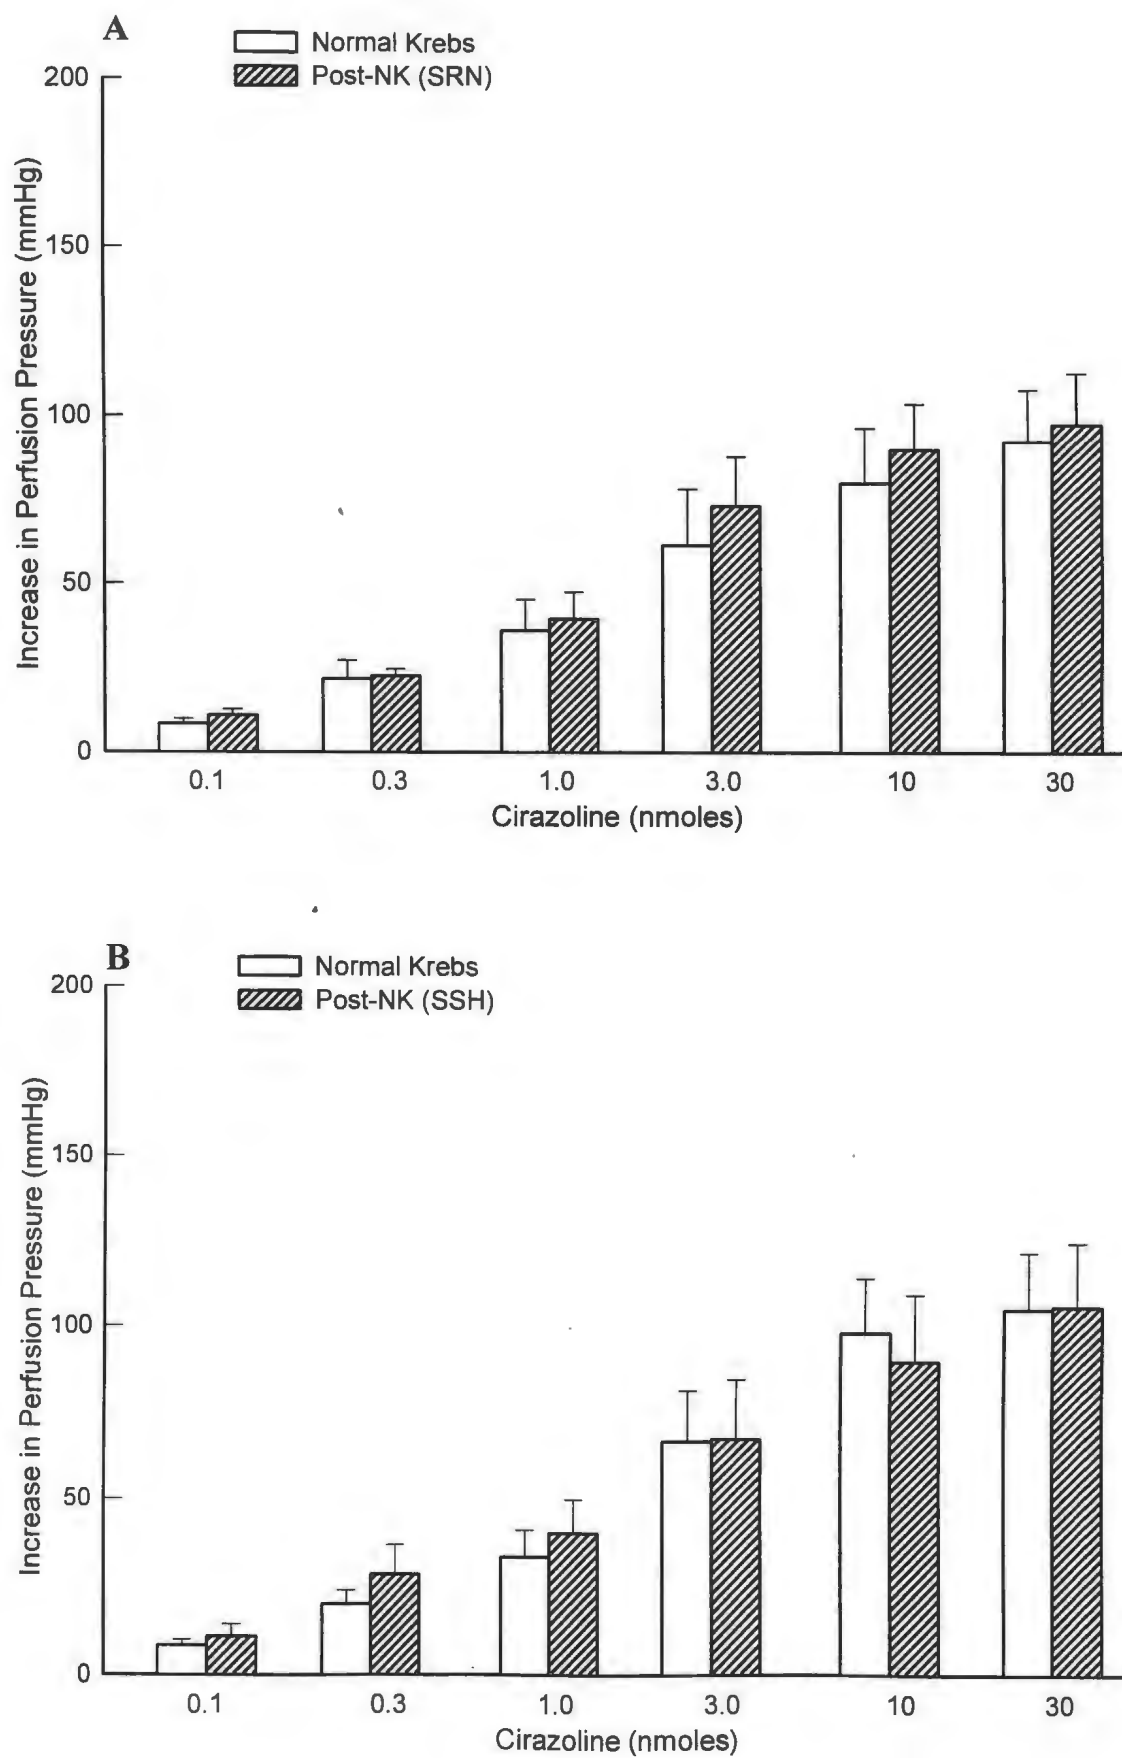 A
Normal Krebs
Post-NK (SRN)
200
150
100
50
0
Increase in Perfusion Pressure (mmHg)
0.1 0.3 1.0 3.0 10 30
Cirazoline (nmoles)
B
Normal Krebs
Post-NK (SSH)
200
150
100
50
0
Increase in Perfusion Pressure (mmHg)
0.1 0.3 1.0 3.0 10 30
Cirazoline (nmoles)